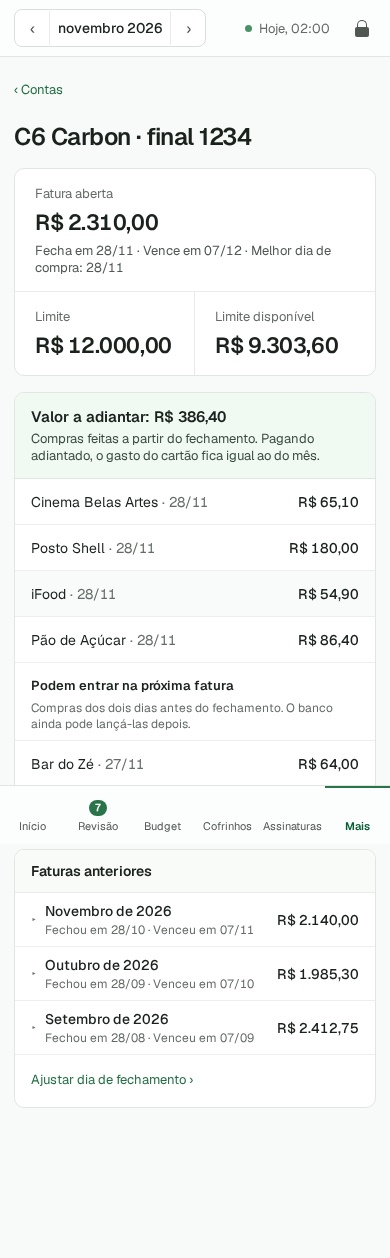 ‹ novembro 2026 › Hoje, 02:00
‹ Contas
C6 Carbon · final 1234
Fatura aberta
R$ 2.310,00
Fecha em 28/11 · Vence em 07/12 · Melhor dia de
compra: 28/11
Limite
R$ 12.000,00
Limite disponível
R$ 9.303,60
Valor a adiantar: R$ 386,40
Compras feitas a partir do fechamento. Pagando
adiantado, o gasto do cartão fica igual ao do mês.
Cinema Belas Artes · 28/11 R$ 65,10
Posto Shell · 28/11 R$ 180,00
iFood · 28/11 R$ 54,90
Pão de Açúcar · 28/11 R$ 86,40
Podem entrar na próxima fatura
Compras dos dois dias antes do fechamento. O banco
ainda pode lançá-las depois.
Bar do Zé · 27/11 R$ 64,00
7
Início Revisão Budget Cofrinhos Assinaturas Mais
Faturas anteriores
Novembro de 2026
Fechou em 28/10 · Venceu em 07/11
R$ 2.140,00
Outubro de 2026
Fechou em 28/09 · Venceu em 07/10
R$ 1.985,30
Setembro de 2026
Fechou em 28/08 · Venceu em 07/09
R$ 2.412,75
Ajustar dia de fechamento ›